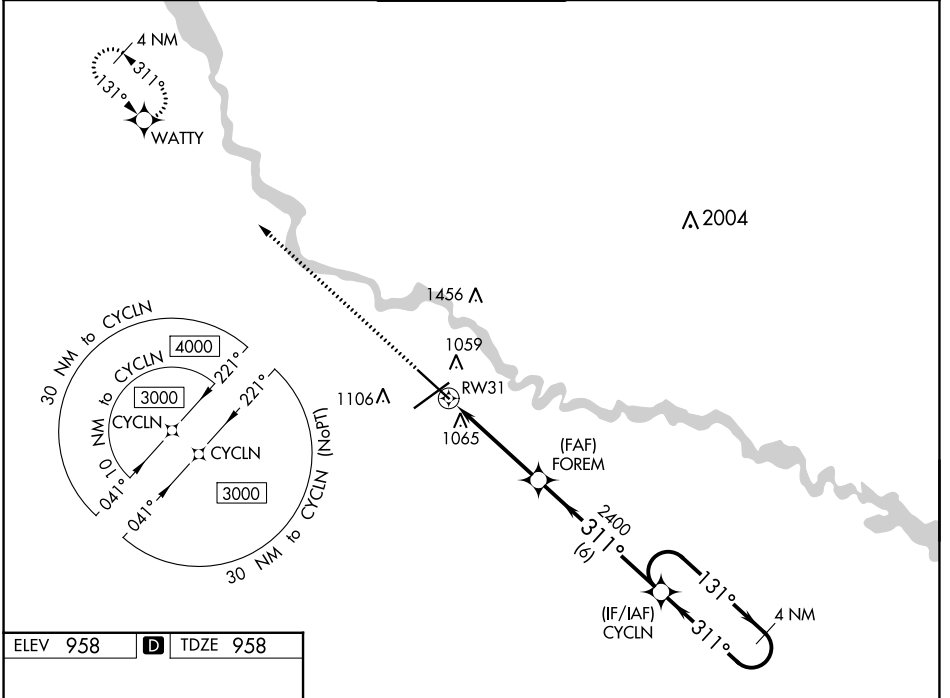 4 NM
311°
131°
WATTY
2004
1456
1059
RW31
1106
1065
30 NM to CYCLN
4000
221°
10 NM to CYCLN
3000
221°
CYCLN
CYCLN
3000
041°
041°
30 NM to CYCLN (NoPT)
(FAF)
FOREM
2400
311°
(6)
131°
(IF/IAF)
CYCLN
4 NM
311°
ELEV 958 D TDZE 958